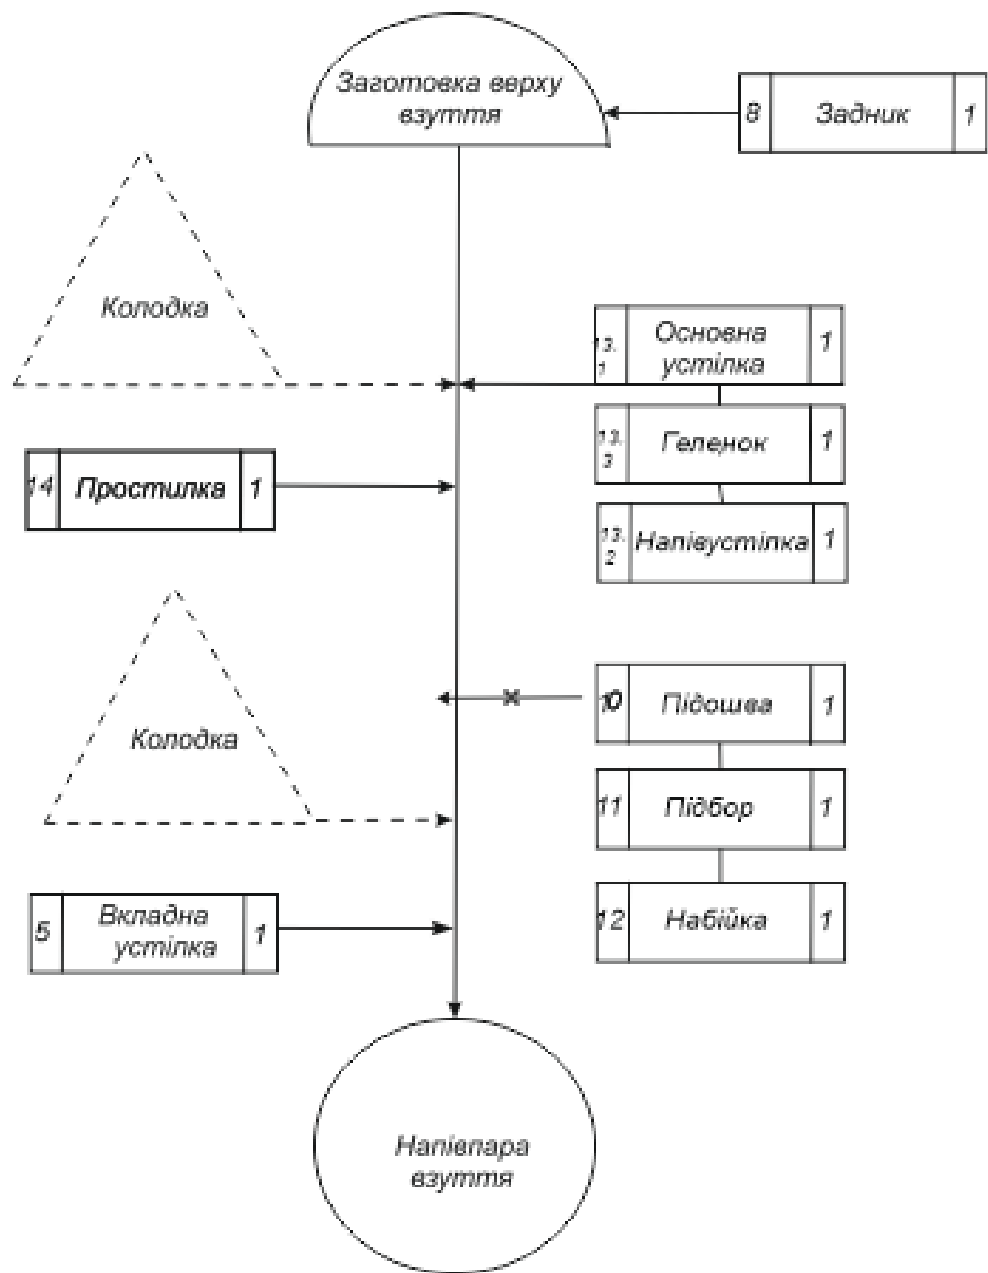 Заготовка верху
взуття
8 Задник 1
Колодка
13.
1
Основна
устілка
1
14 Простилка 1
13.
3
Геленок 1
13.
2
Напівустілка 1
10 Підошва 1
Колодка
11 Підбор 1
5 Вкладна
устілка
1
12 Набійка 1
Напівпара
взуття